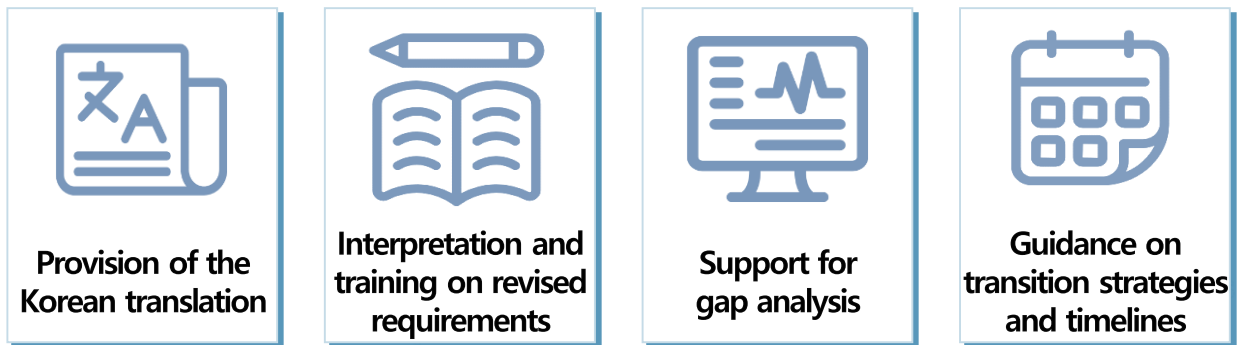 Provision of the
Korean translation
Interpretation and
training on revised
requirements
Support for
gap analysis
Guidance on
transition strategies
and timelines